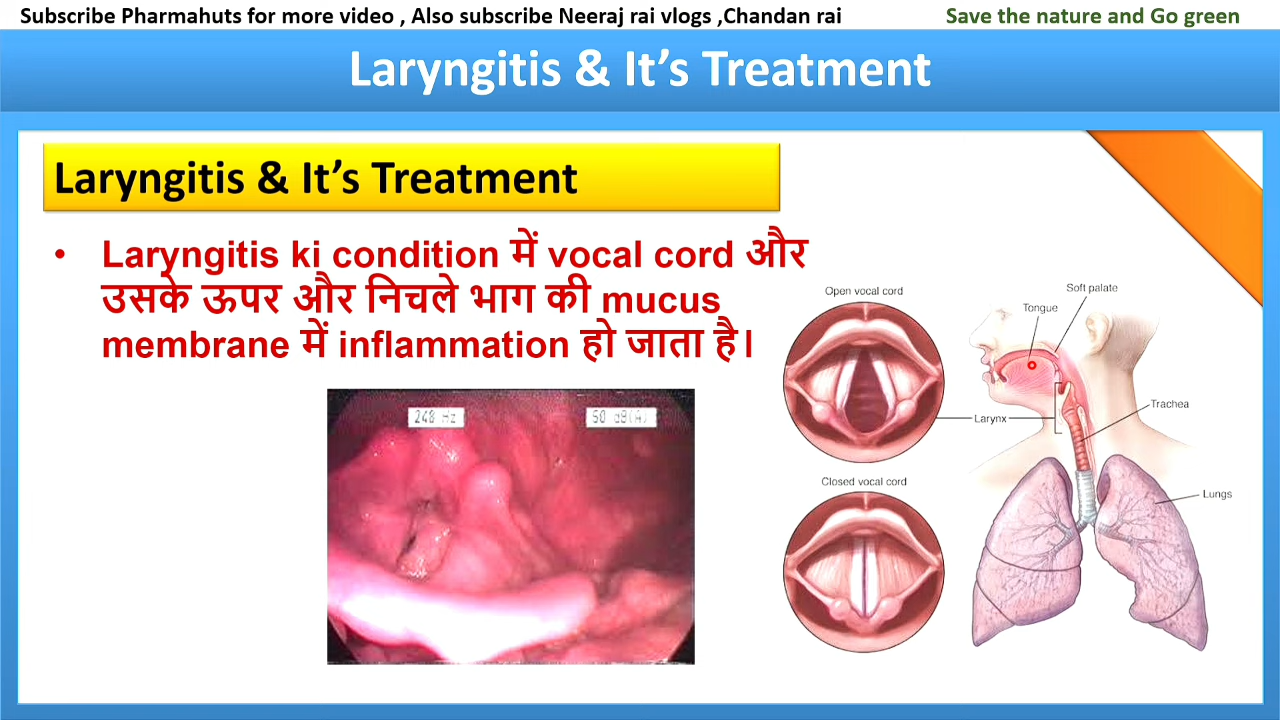 Subscribe Pharmahuts for more video , Also subscribe Neeraj rai vlogs ,Chandan rai
Save the nature and Go green
Laryngitis & It’s Treatment
Laryngitis & It’s Treatment
• Laryngitis ki condition में vocal cord और
उसके ऊपर और निचले भाग की mucus
membrane में inflammation हो जाता है।
248 Hz
50 dB(A)
Open vocal cord
Soft palate
Tongue
Larynx
Trachea
Closed vocal cord
Lungs